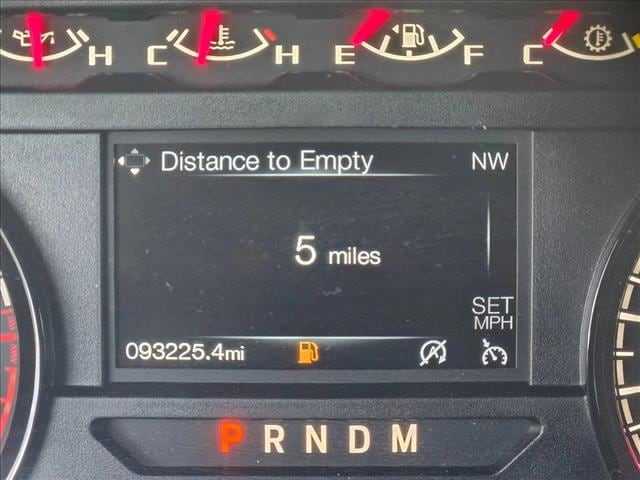 H C H E F C
Distance to Empty NW
5 miles
SET
MPH
093225.4mi
P R N D M